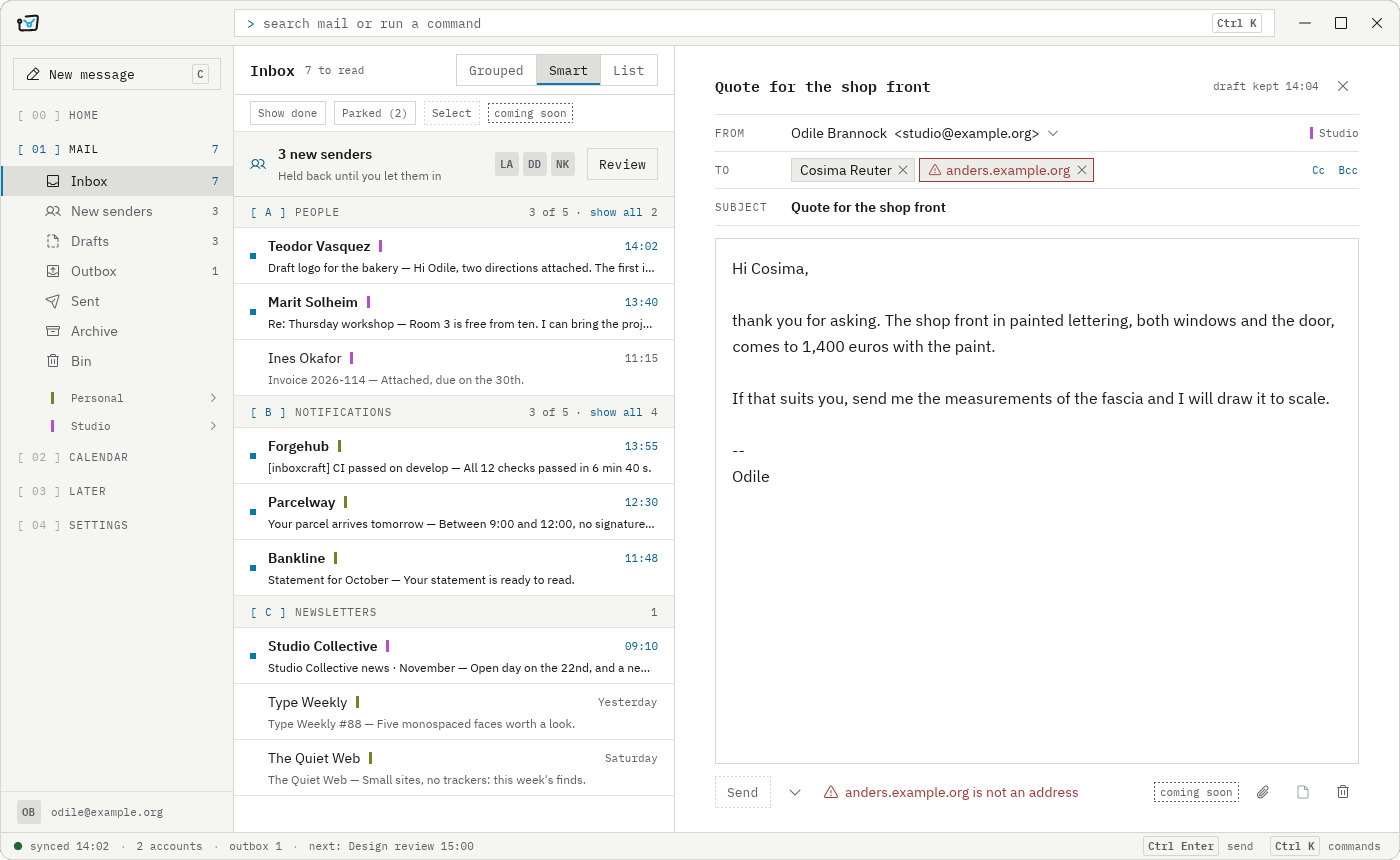 > search mail or run a command Ctrl K
New message C
[ 00 ] HOME
[ 01 ] MAIL 7
Inbox 7
New senders 3
Drafts 3
Outbox 1
Sent
Archive
Bin
Personal
Studio
[ 02 ] CALENDAR
[ 03 ] LATER
[ 04 ] SETTINGS
OB odile@example.org
Inbox 7 to read Grouped Smart List
Show done Parked (2) Select coming soon
3 new senders
Held back until you let them in
LA DD NK Review
[ A ] PEOPLE 3 of 5 · show all 2
Teodor Vasquez 14:02
Draft logo for the bakery — Hi Odile, two directions attached. The first i…
Marit Solheim 13:40
Re: Thursday workshop — Room 3 is free from ten. I can bring the proj…
Ines Okafor 11:15
Invoice 2026-114 — Attached, due on the 30th.
[ B ] NOTIFICATIONS 3 of 5 · show all 4
Forgehub 13:55
[inboxcraft] CI passed on develop — All 12 checks passed in 6 min 40 s.
Parcelway 12:30
Your parcel arrives tomorrow — Between 9:00 and 12:00, no signature…
Bankline 11:48
Statement for October — Your statement is ready to read.
[ C ] NEWSLETTERS 1
Studio Collective 09:10
Studio Collective news · November — Open day on the 22nd, and a ne…
Type Weekly Yesterday
Type Weekly #88 — Five monospaced faces worth a look.
The Quiet Web Saturday
The Quiet Web — Small sites, no trackers: this week's finds.
Quote for the shop front draft kept 14:04
FROM Odile Brannock <studio@example.org> Studio
TO Cosima Reuter anders.example.org Cc Bcc
SUBJECT Quote for the shop front
Hi Cosima,
thank you for asking. The shop front in painted lettering, both windows and the door,
comes to 1,400 euros with the paint.
If that suits you, send me the measurements of the fascia and I will draw it to scale.
--
Odile
Send anders.example.org is not an address coming soon
synced 14:02 · 2 accounts · outbox 1 · next: Design review 15:00 Ctrl Enter send Ctrl K commands